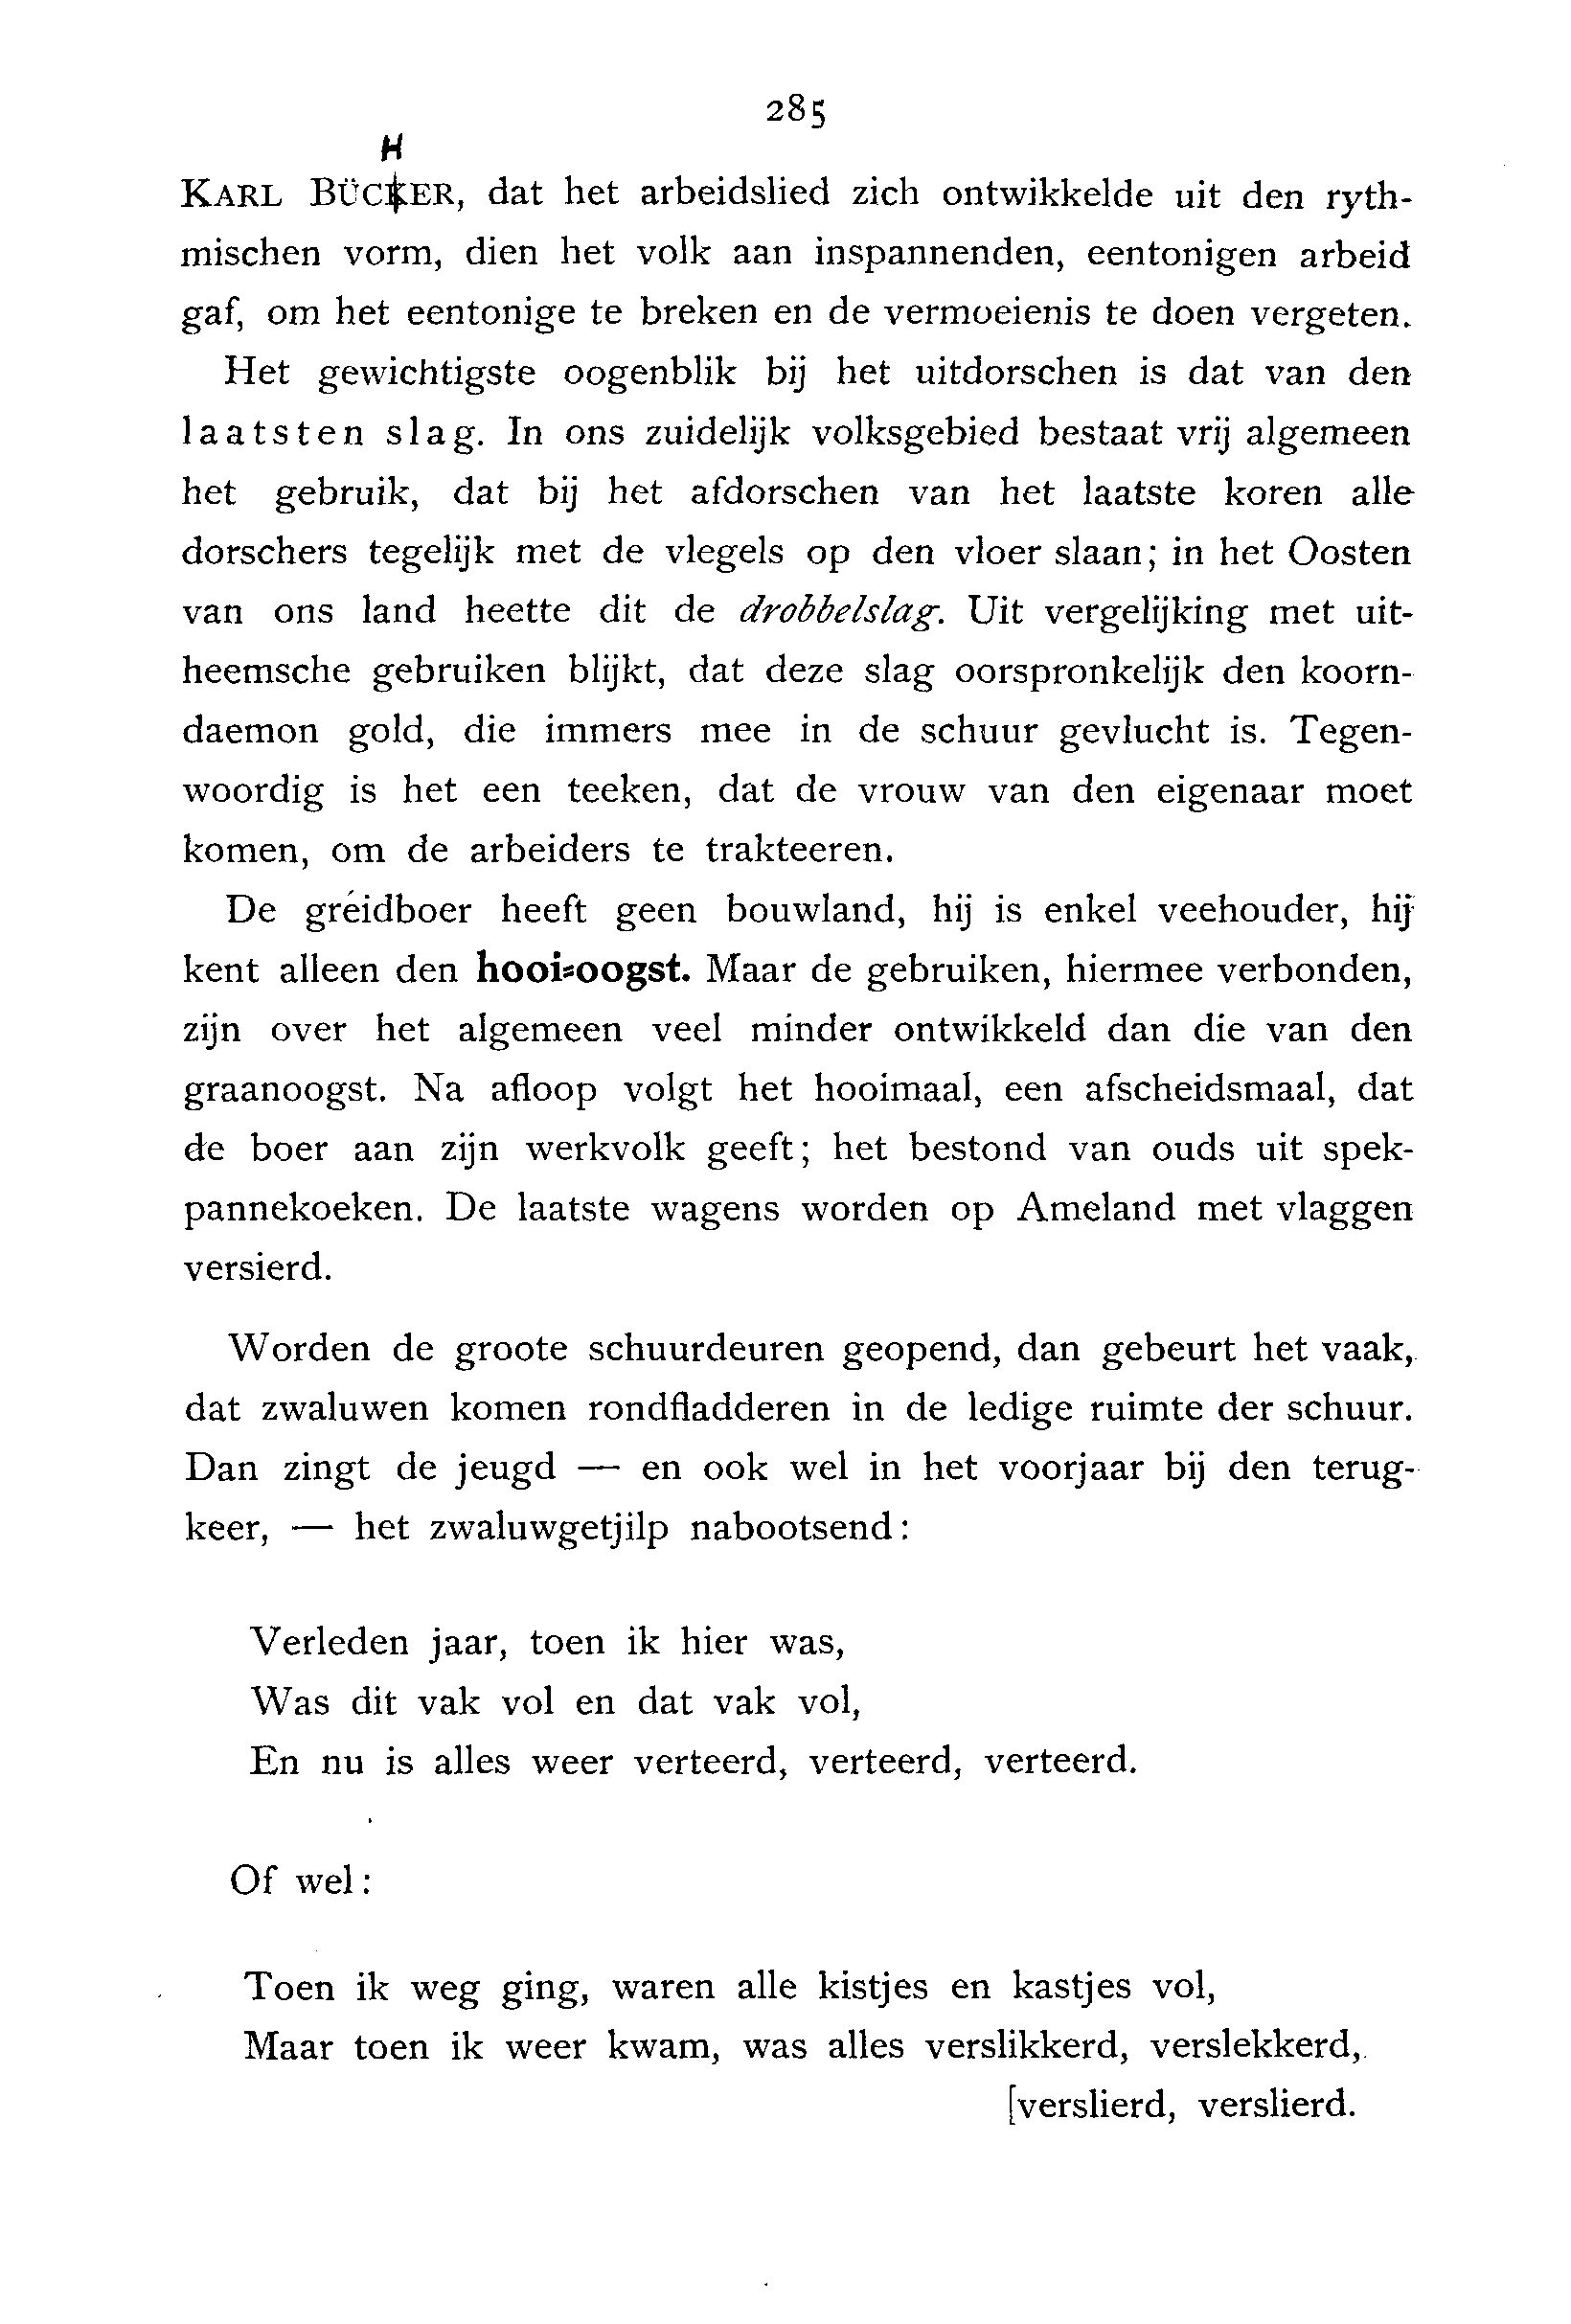 285
H
KARL BÜCKER, dat het arbeidslied zich ontwikkelde uit den ryth-
mischen vorm, dien het volk aan inspannenden, eentonigen arbeid
gaf, om het eentonige te breken en de vermoeienis te doen vergeten.
Het gewichtigste oogenblik bij het uitdorschen is dat van den
laatsten slag. In ons zuidelijk volksgebied bestaat vrij algemeen
het gebruik, dat bij het afdorschen van het laatste koren alle
dorschers tegelijk met de vlegels op den vloer slaan; in het Oosten
van ons land heette dit de drobbelslag. Uit vergelijking met uit-
heemsche gebruiken blijkt, dat deze slag oorspronkelijk den koorn-
daemon gold, die immers mee in de schuur gevlucht is. Tegen-
woordig is het een teeken, dat de vrouw van den eigenaar moet
komen, om de arbeiders te trakteeren.
De gréidboer heeft geen bouwland, hij is enkel veehouder, hij
kent alleen den hooi-oogst. Maar de gebruiken, hiermee verbonden,
zijn over het algemeen veel minder ontwikkeld dan die van den
graanoogst. Na afloop volgt het hooimaal, een afscheidsmaal, dat
de boer aan zijn werkvolk geeft; het bestond van ouds uit spek-
pannekoeken. De laatste wagens worden op Ameland met vlaggen
versierd.
Worden de groote schuurdeuren geopend, dan gebeurt het vaak,
dat zwaluwen komen rondfladderen in de ledige ruimte der schuur.
Dan zingt de jeugd — en ook wel in het voorjaar bij den terug-
keer, — het zwaluwgetjilp nabootsend:
Verleden jaar, toen ik hier was,
Was dit vak vol en dat vak vol,
En nu is alles weer verteerd, verteerd, verteerd.
Of wel:
Toen ik weg ging, waren alle kistjes en kastjes vol,
Maar toen ik weer kwam, was alles verslikkerd, verslekkerd,
[verslierd, verslierd.